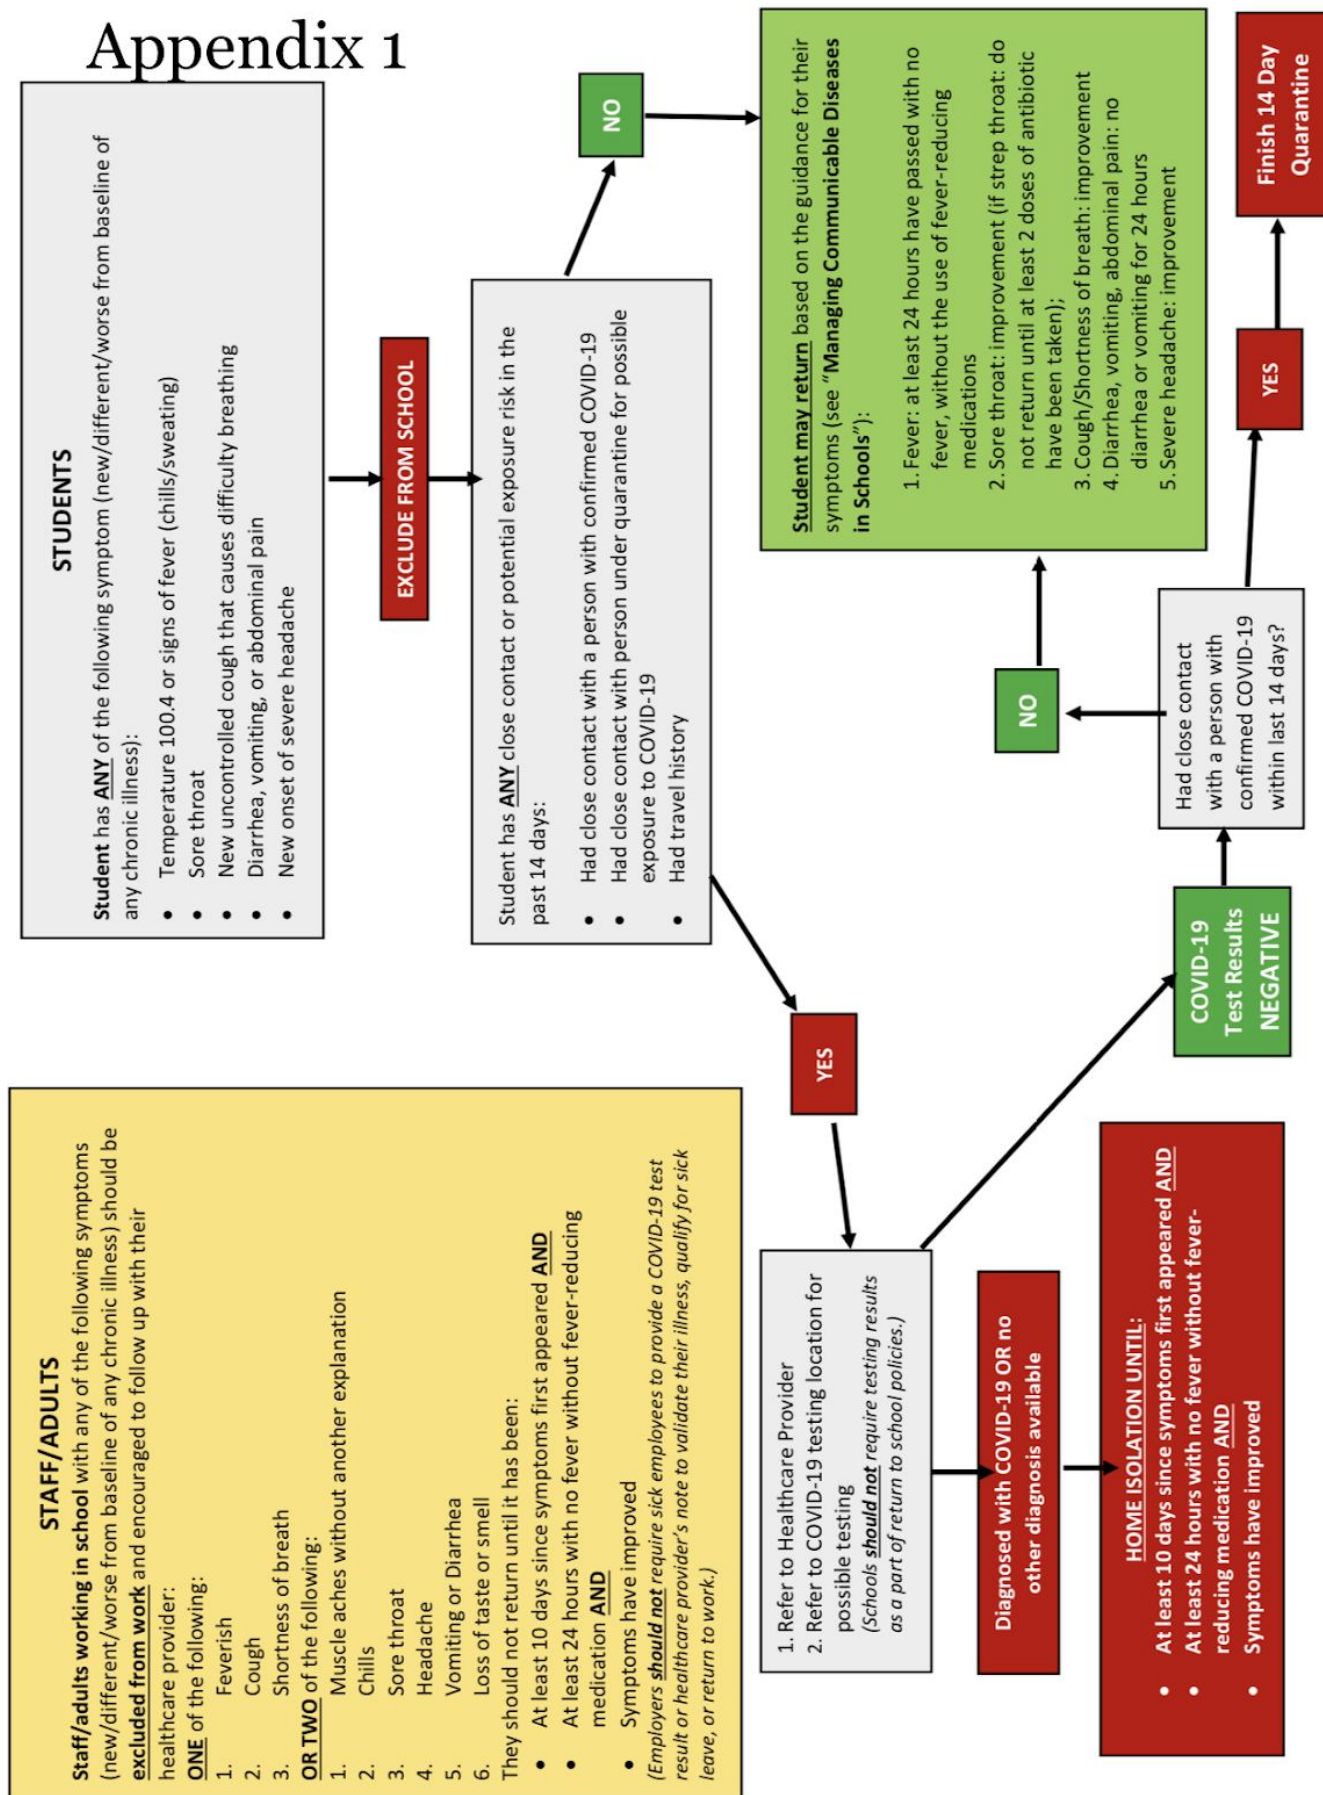 Appendix 1
STAFF/ADULTS
Staff/adults working in school with any of the following symptoms
(new/different/worse from baseline of any chronic illness) should be
excluded from work and encouraged to follow up with their
healthcare provider:
ONE of the following:
1. Feverish
2. Cough
3. Shortness of breath
OR TWO of the following:
1. Muscle aches without another explanation
2. Chills
3. Sore throat
4. Headache
5. Vomiting or Diarrhea
6. Loss of taste or smell
They should not return until it has been:
• At least 10 days since symptoms first appeared AND
• At least 24 hours with no fever without fever-reducing
medication AND
• Symptoms have improved
(Employers should not require sick employees to provide a COVID-19 test
result or healthcare provider's note to validate their illness, qualify for sick
leave, or return to work.)
STUDENTS
Student has ANY of the following symptom (new/different/worse from baseline of
any chronic illness):
• Temperature 100.4 or signs of fever (chills/sweating)
• Sore throat
• New uncontrolled cough that causes difficulty breathing
• Diarrhea, vomiting, or abdominal pain
• New onset of severe headache
EXCLUDE FROM SCHOOL
Student has ANY close contact or potential exposure risk in the
past 14 days:
• Had close contact with a person with confirmed COVID-19
• Had close contact with person under quarantine for possible
exposure to COVID-19
• Had travel history
YES
NO
1. Refer to Healthcare Provider
2. Refer to COVID-19 testing location for
possible testing
(Schools should not require testing results
as a part of return to school policies.)
Student may return based on the guidance for their
symptoms (see "Managing Communicable Diseases
in Schools"):
1. Fever: at least 24 hours have passed with no
fever, without the use of fever-reducing
medications
2. Sore throat: improvement (if strep throat: do
not return until at least 2 doses of antibiotic
have been taken);
3. Cough/Shortness of breath: improvement
4. Diarrhea, vomiting, abdominal pain: no
diarrhea or vomiting for 24 hours
5. Severe headache: improvement
Diagnosed with COVID-19 OR no
other diagnosis available
HOME ISOLATION UNTIL:
• At least 10 days since symptoms first appeared AND
• At least 24 hours with no fever without fever-
reducing medication AND
• Symptoms have improved
COVID-19
Test Results
NEGATIVE
Had close contact
with a person with
confirmed COVID-19
within last 14 days?
NO
YES
Finish 14 Day
Quarantine